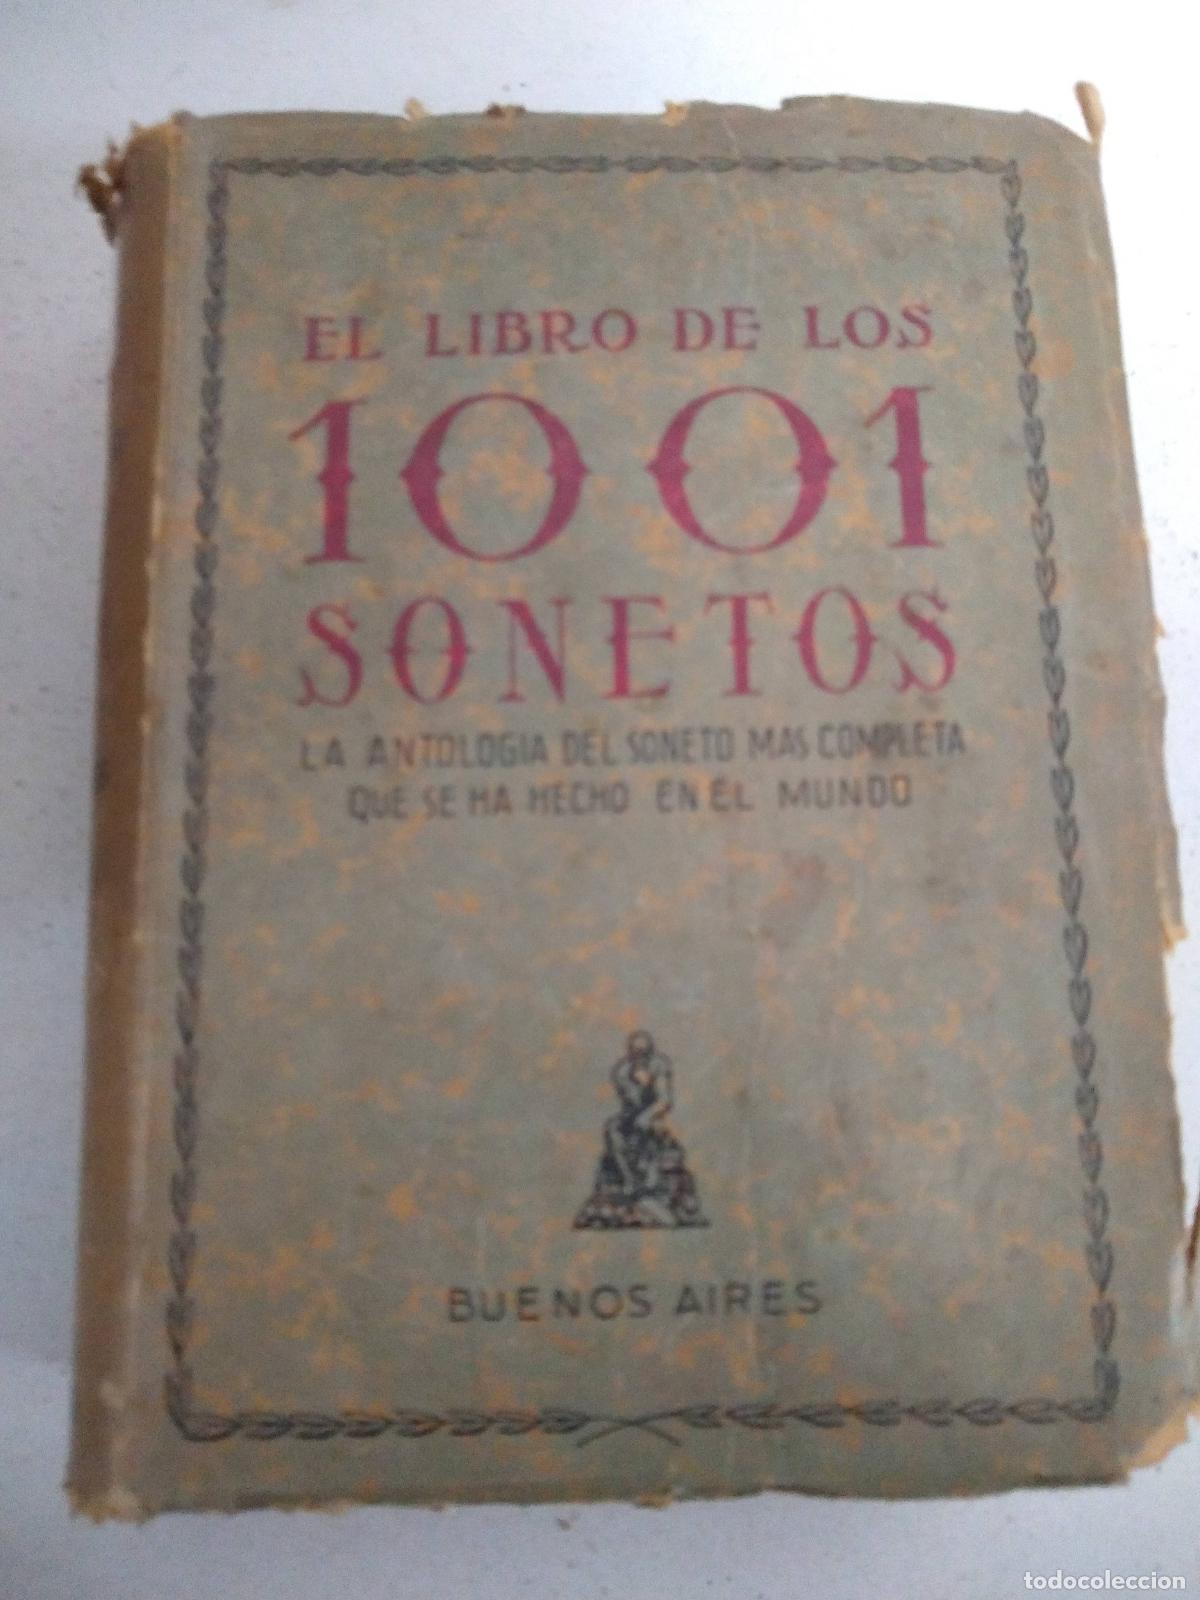 EL LIBRO DE LOS
1001
SONETOS
LA ANTOLOGIA DEL SONETO MAS COMPLETA
QUE SE HA HECHO EN EL MUNDO
BUENOS AIRES
todocoleccion